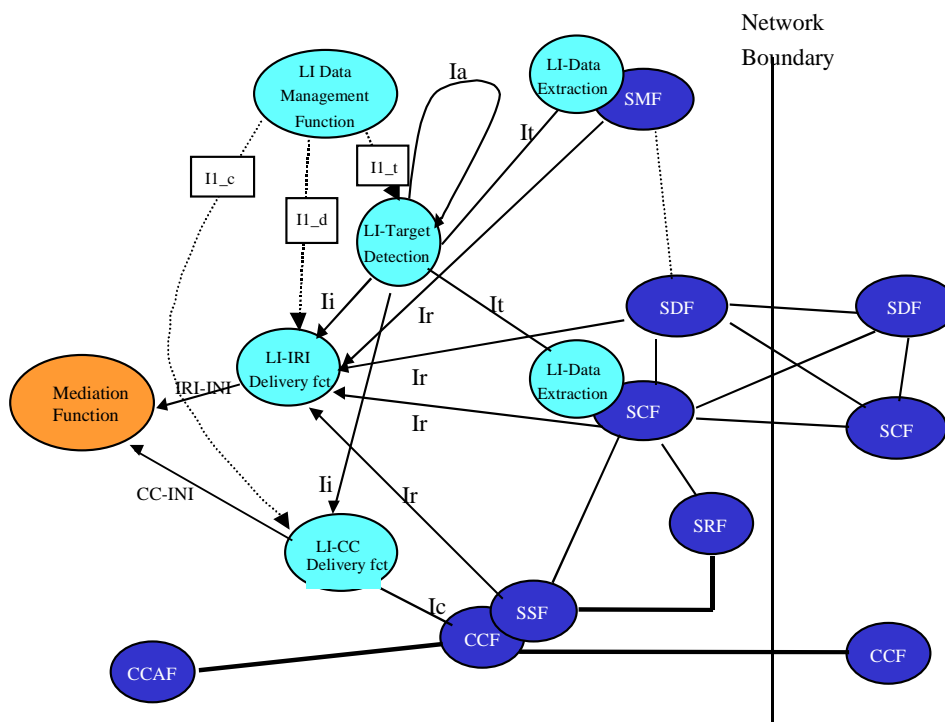 Network
Boundary
LI Data
Management
Function
Ia
LI-Data
Extraction
SMF
It
I1_c
I1_t
I1_d
LI-Target
Detection
Ii
Ir
It
SDF
SDF
LI-IRI
Delivery fct
Ir
LI-Data
Extraction
Mediation
Function
IRI-INI
Ir
SCF
SCF
CC-INI
Ii
Ir
SRF
LI-CC
Delivery fct
Ic
SSF
CCF
CCF
CCAF